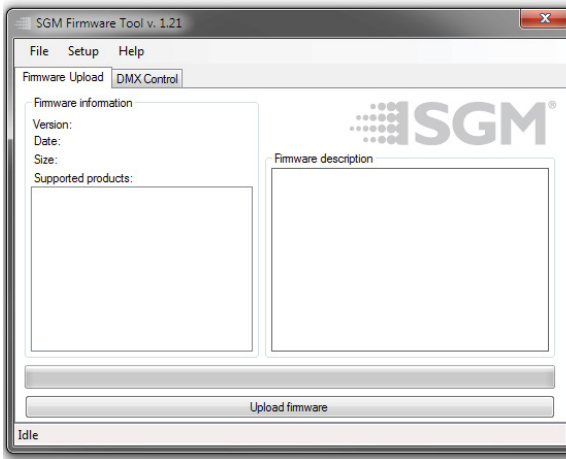 SGM Firmware Tool v. 1.21
File Setup Help
Firmware Upload DMX Control
Firmware information
Version:
Date:
Size:
Supported products:
SGM®
Firmware description
Upload firmware
Idle